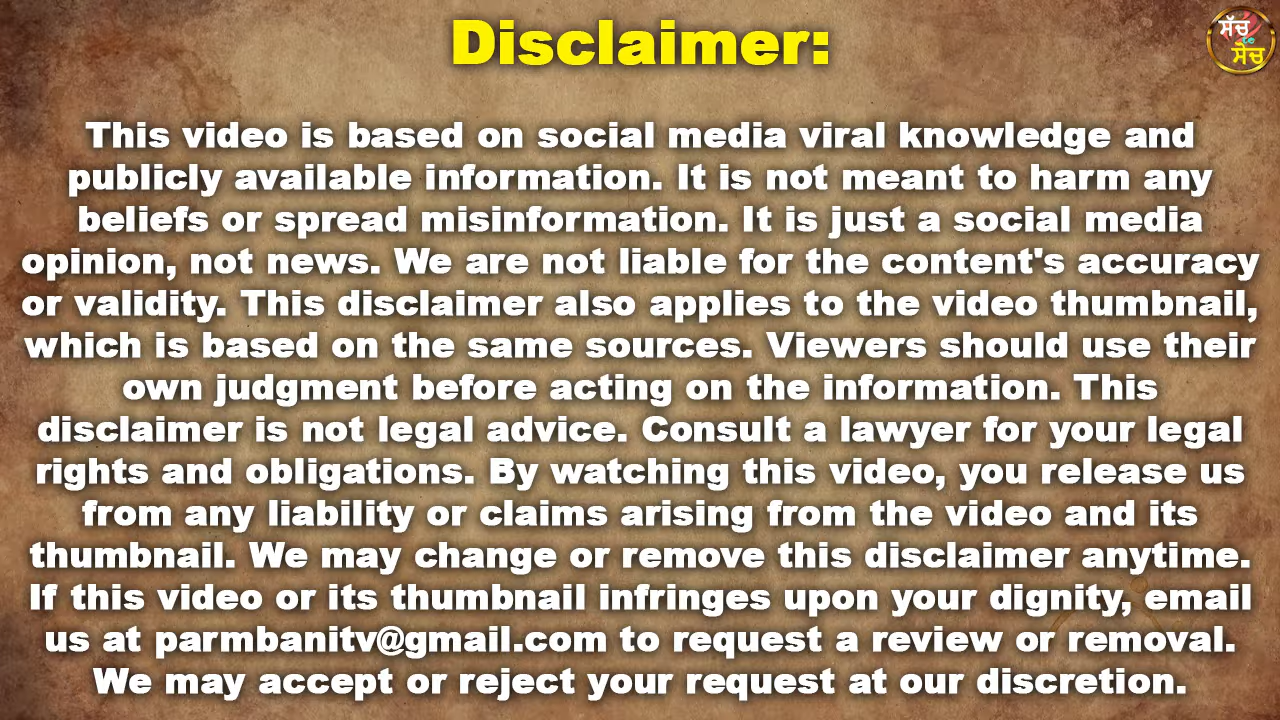 Disclaimer:
ਸੱਚ
ਸੋਚ
This video is based on social media viral knowledge and
publicly available information. It is not meant to harm any
beliefs or spread misinformation. It is just a social media
opinion, not news. We are not liable for the content's accuracy
or validity. This disclaimer also applies to the video thumbnail,
which is based on the same sources. Viewers should use their
own judgment before acting on the information. This
disclaimer is not legal advice. Consult a lawyer for your legal
rights and obligations. By watching this video, you release us
from any liability or claims arising from the video and its
thumbnail. We may change or remove this disclaimer anytime.
If this video or its thumbnail infringes upon your dignity, email
us at parmbanitv@gmail.com to request a review or removal.
We may accept or reject your request at our discretion.